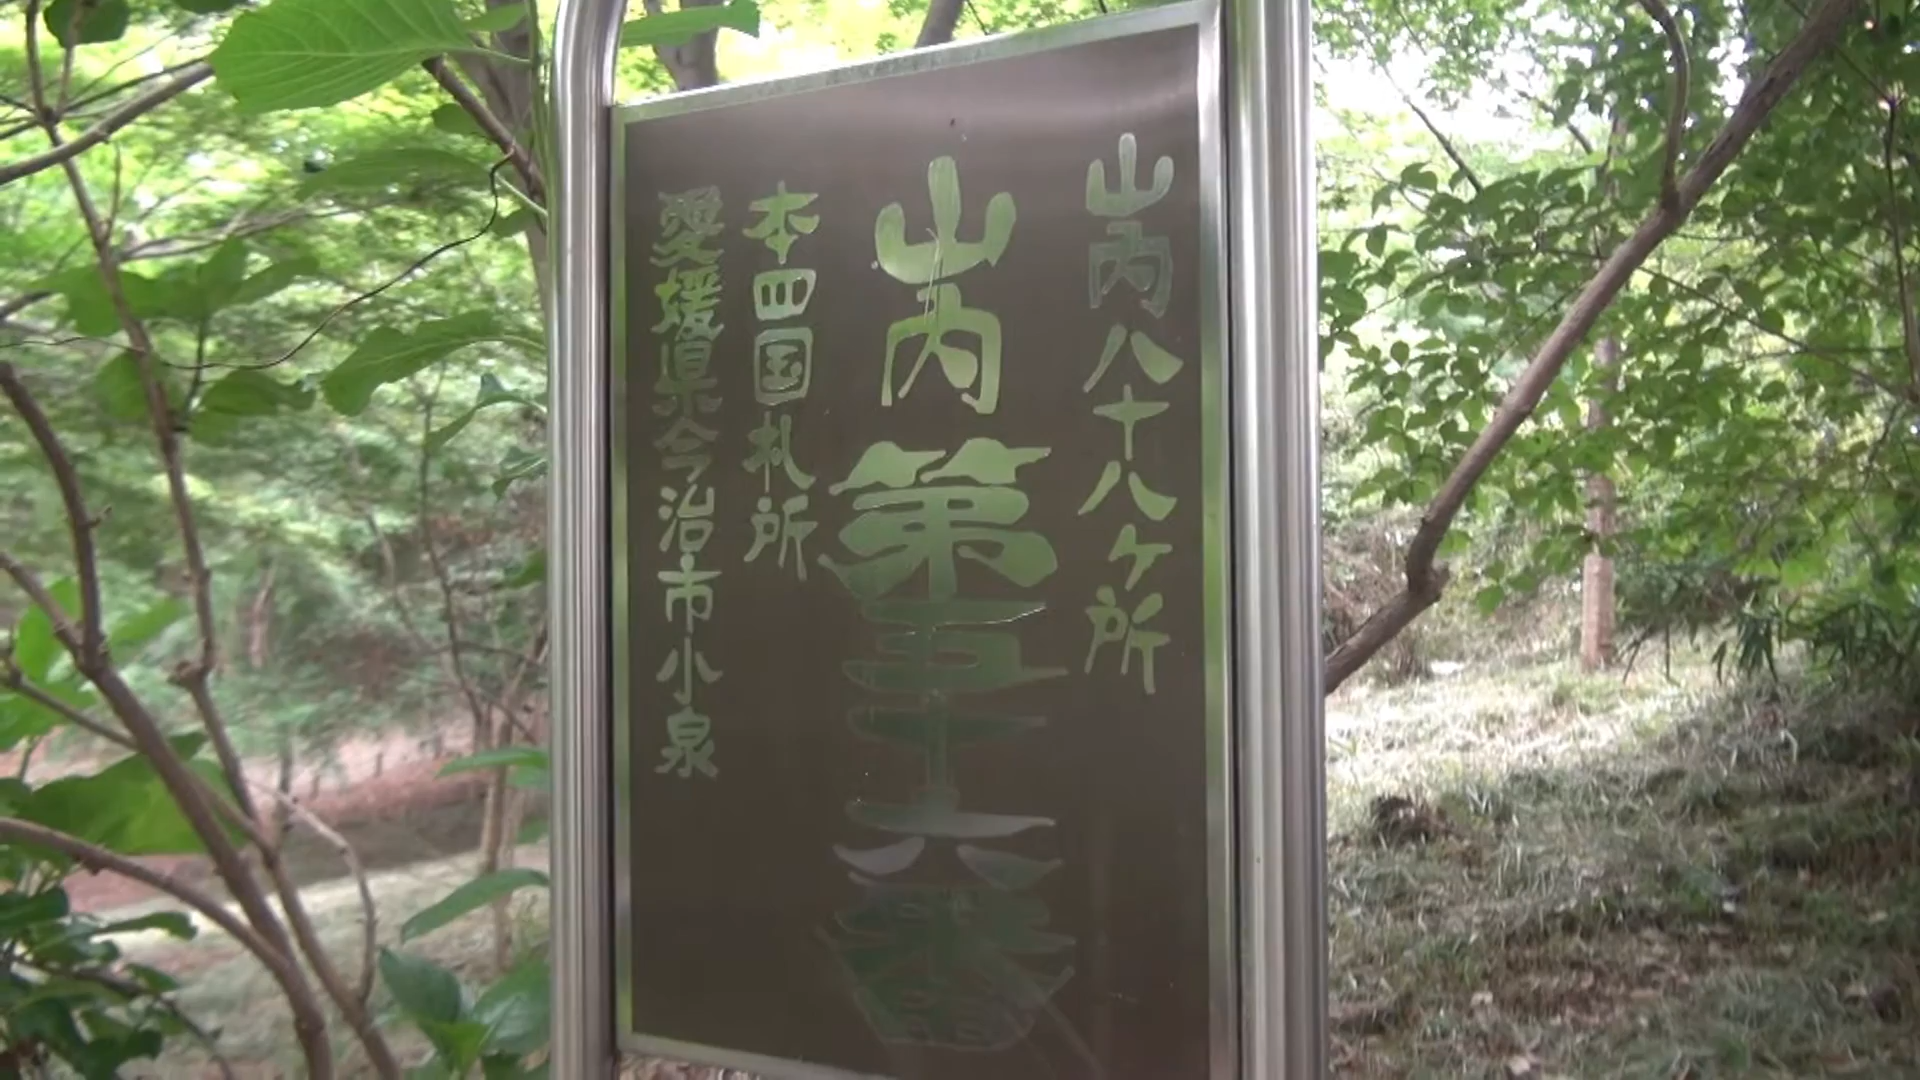 山内八十八ヶ所
山内第五十六番
本四国札所
愛媛県今治市小泉